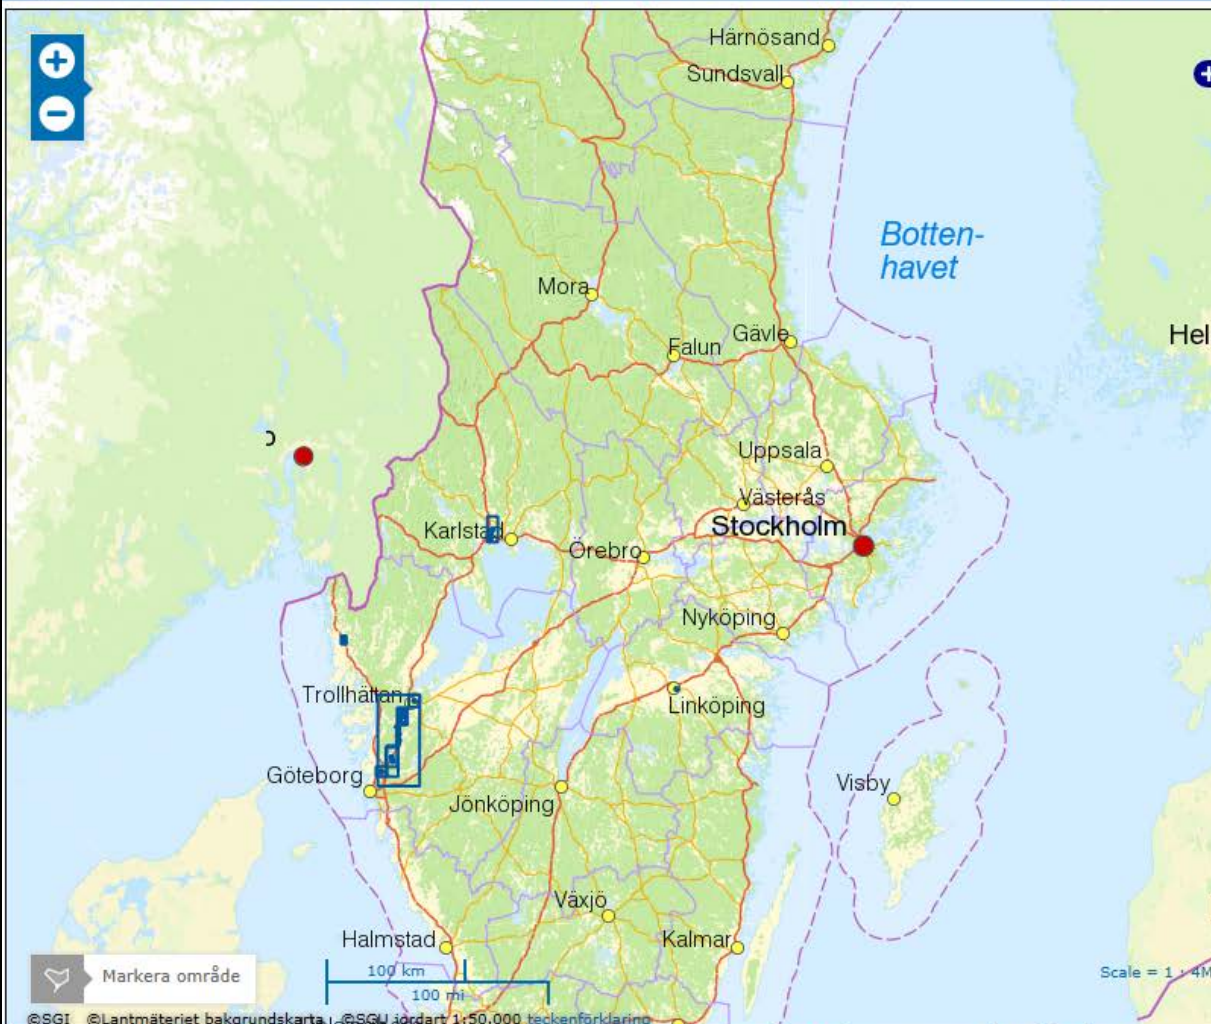 Härnösand
Sundsvall
Botten-
havet
Mora
Gävle
Falun
Hel
Uppsala
Västerås
Stockholm
Karlstad
Örebro
Nyköping
Trollhättan
Linköping
Göteborg
Visby
Jönköping
Växjö
Halmstad
Kalmar
100 km
100 mi
Markera område
Scale = 1 : 4M
©SGI ©Lantmäteriet bakgrundskarta ©SGU jordart 1:50.000 teckenförklaring